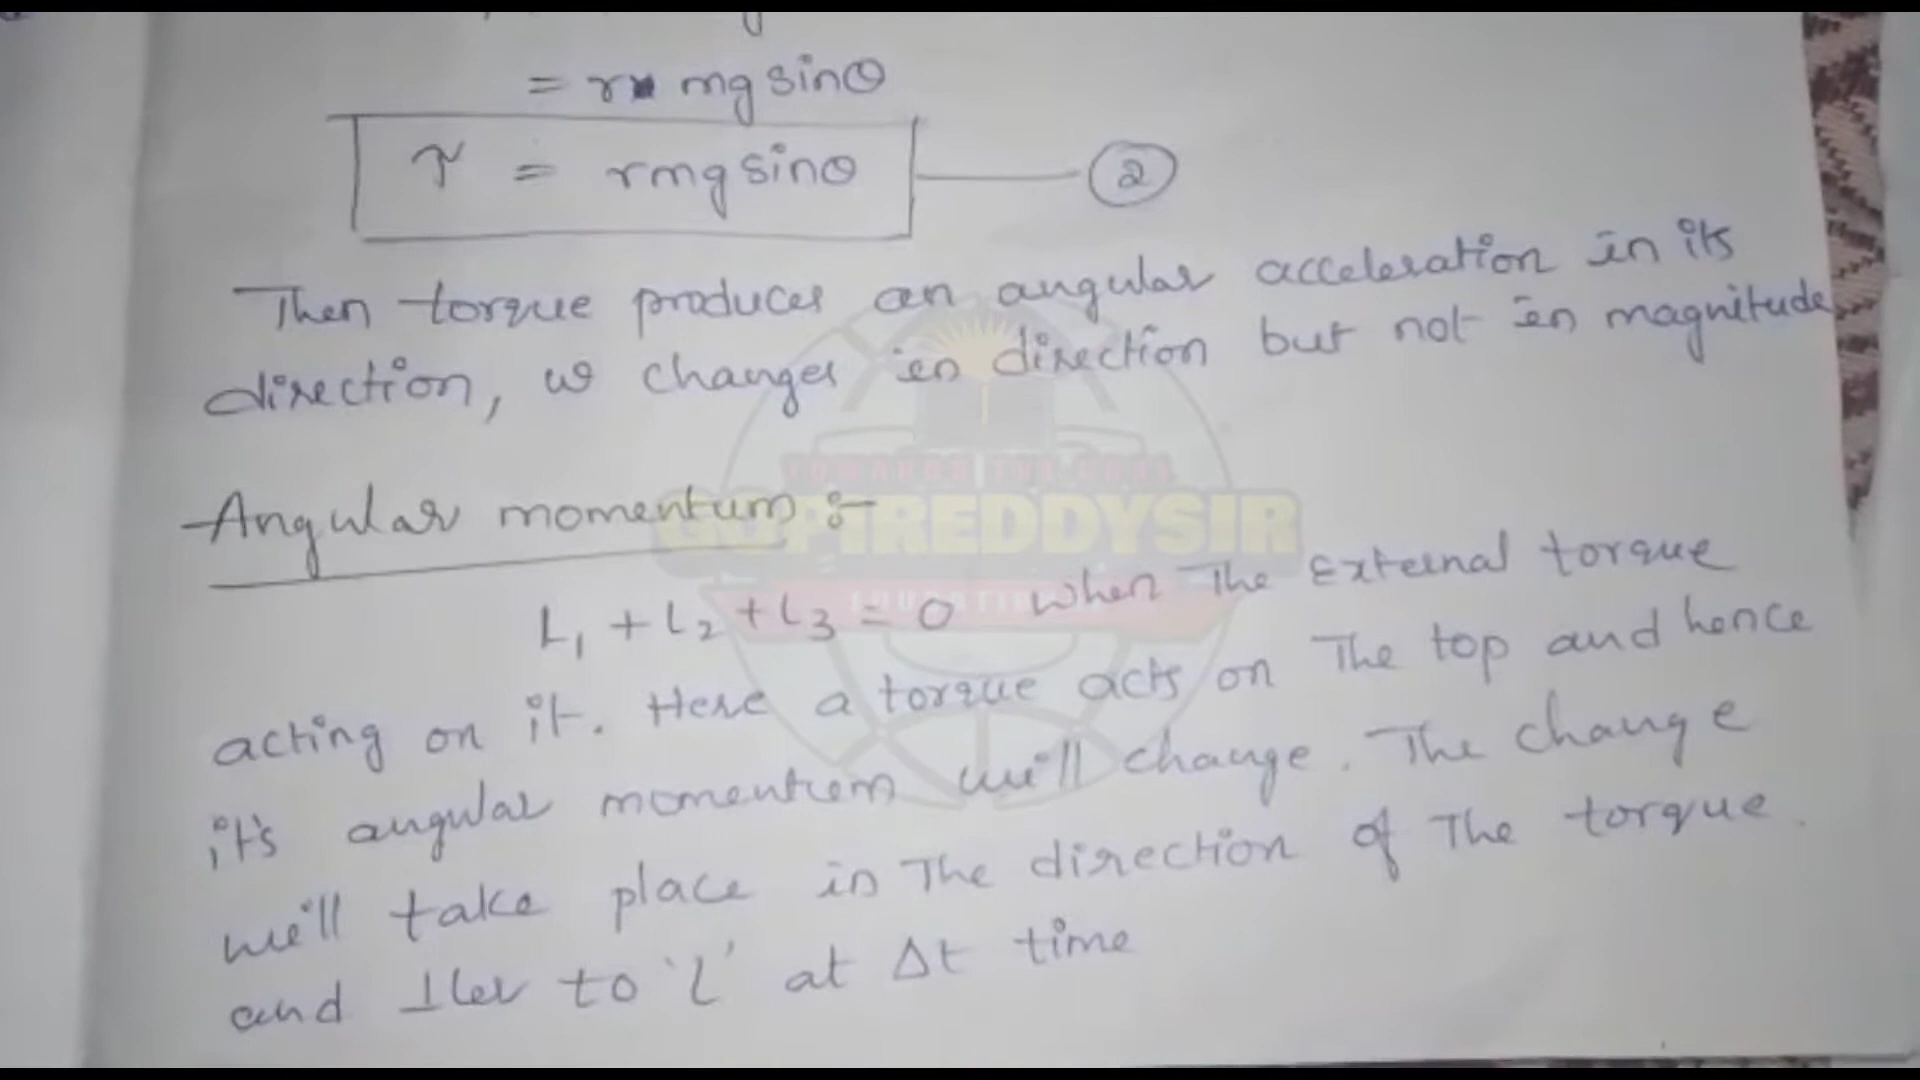 = r× mg sinθ
τ = rmg sinθ —— ②
Then torque produces an angular acceleration in its
direction, ω changes in direction but not in magnitude
Angular momentum :-
L₁ + L₂ + L₃ = 0 when The External torque
acting on it. Here a torque acts on The top and hence
it's angular momentum will change. The change
will take place in The direction of The torque.
and ⊥ler to 'L' at Δt time
GOPIREDDYSIR